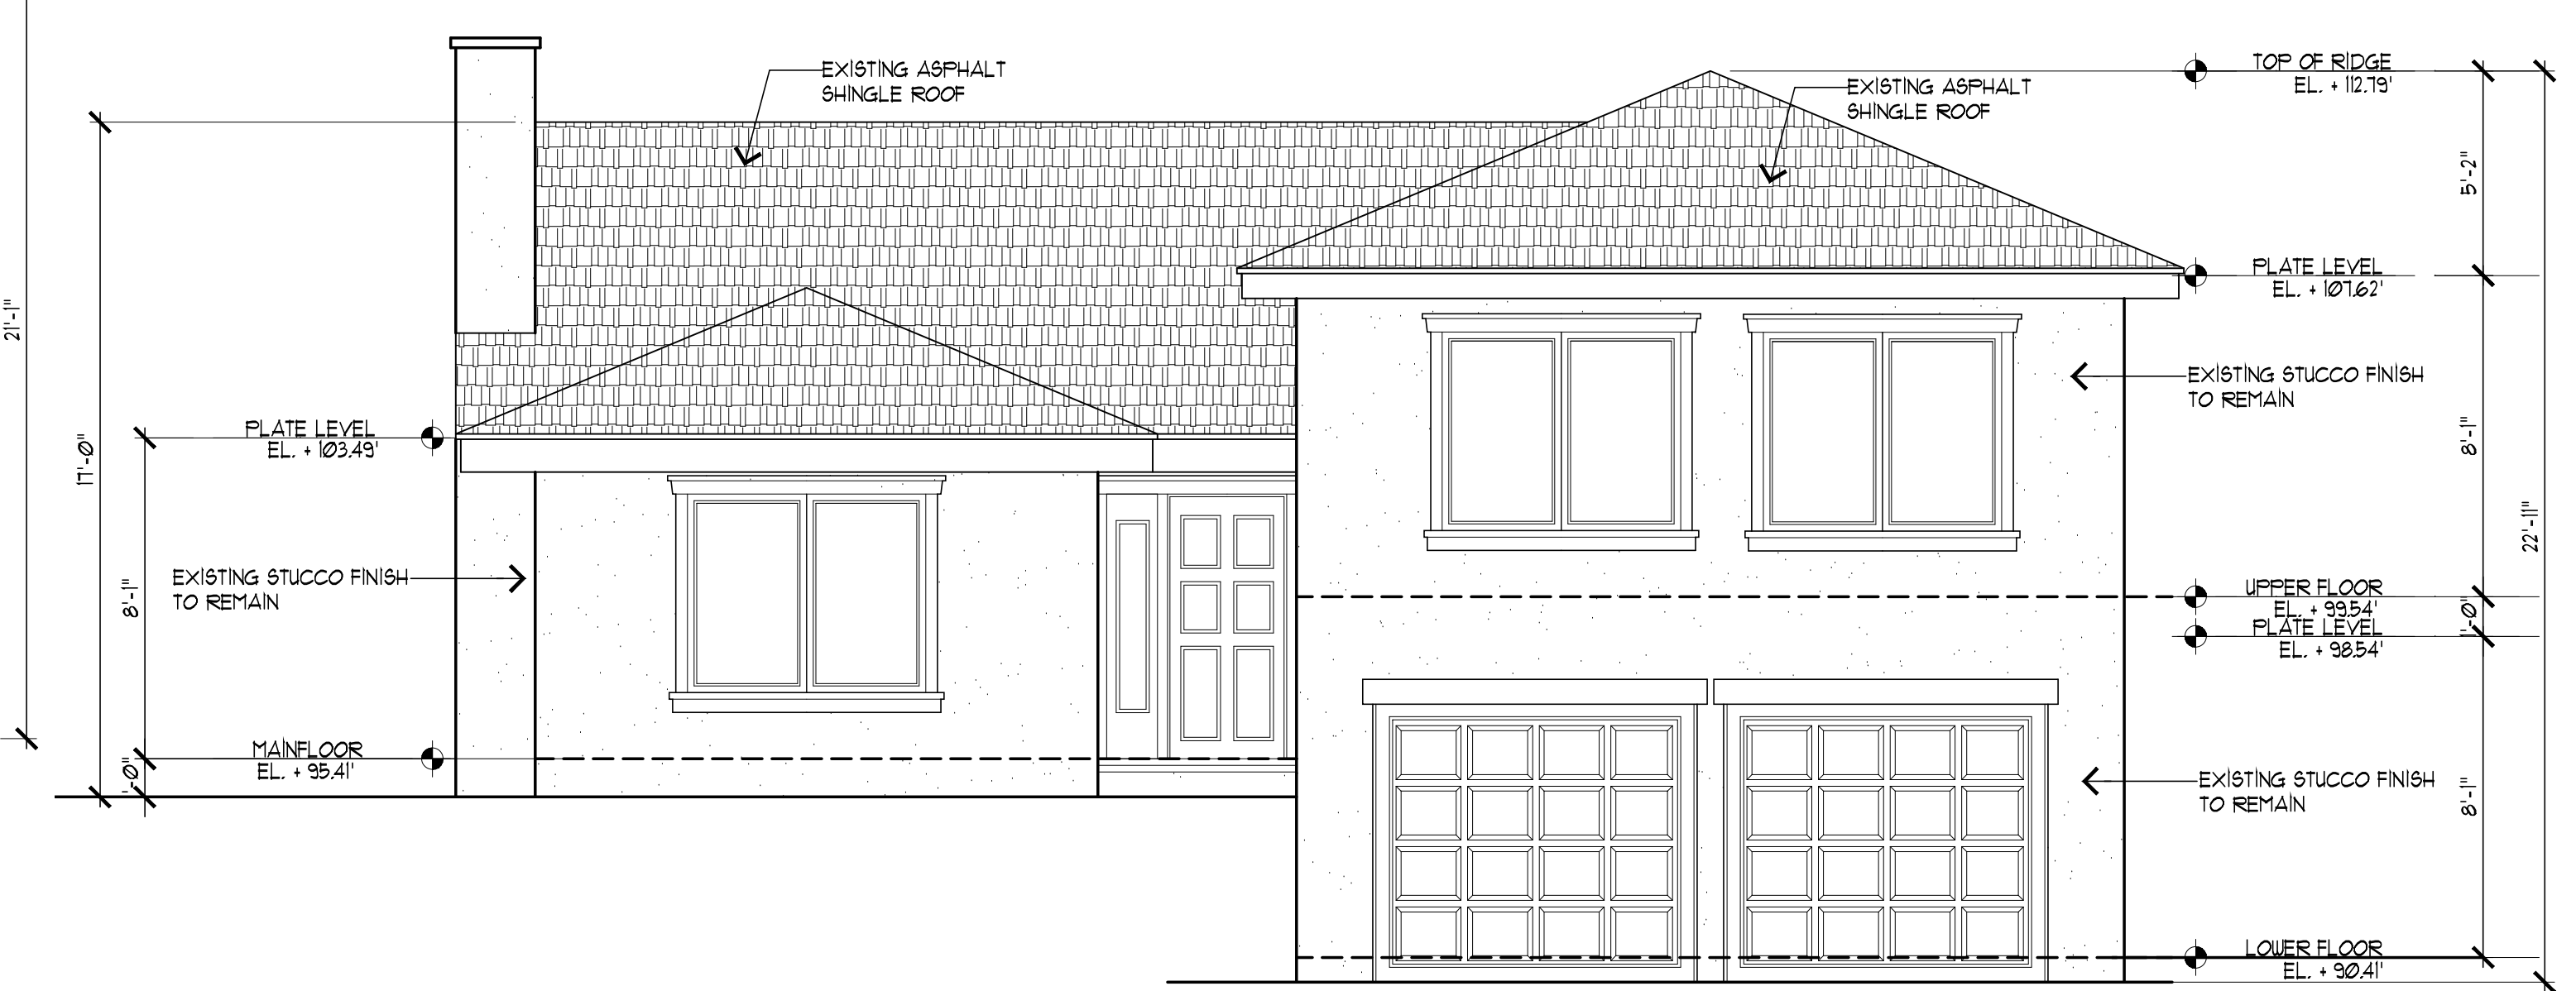 EXISTING ASPHALT
SHINGLE ROOF
EXISTING ASPHALT
SHINGLE ROOF
TOP OF RIDGE
EL. + 112.79'
5'-2"
PLATE LEVEL
EL. + 107.62'
21'-1"
17'-0"
PLATE LEVEL
EL. + 103.49'
EXISTING STUCCO FINISH
TO REMAIN
8'-1"
22'-11"
EXISTING STUCCO FINISH
TO REMAIN
8'-1"
UPPER FLOOR
EL. + 99.54'
PLATE LEVEL
EL. + 98.54'
1'-0"
MAINFLOOR
EL. + 95.41'
1'-0"
EXISTING STUCCO FINISH
TO REMAIN
8'-1"
LOWER FLOOR
EL. + 90.41'